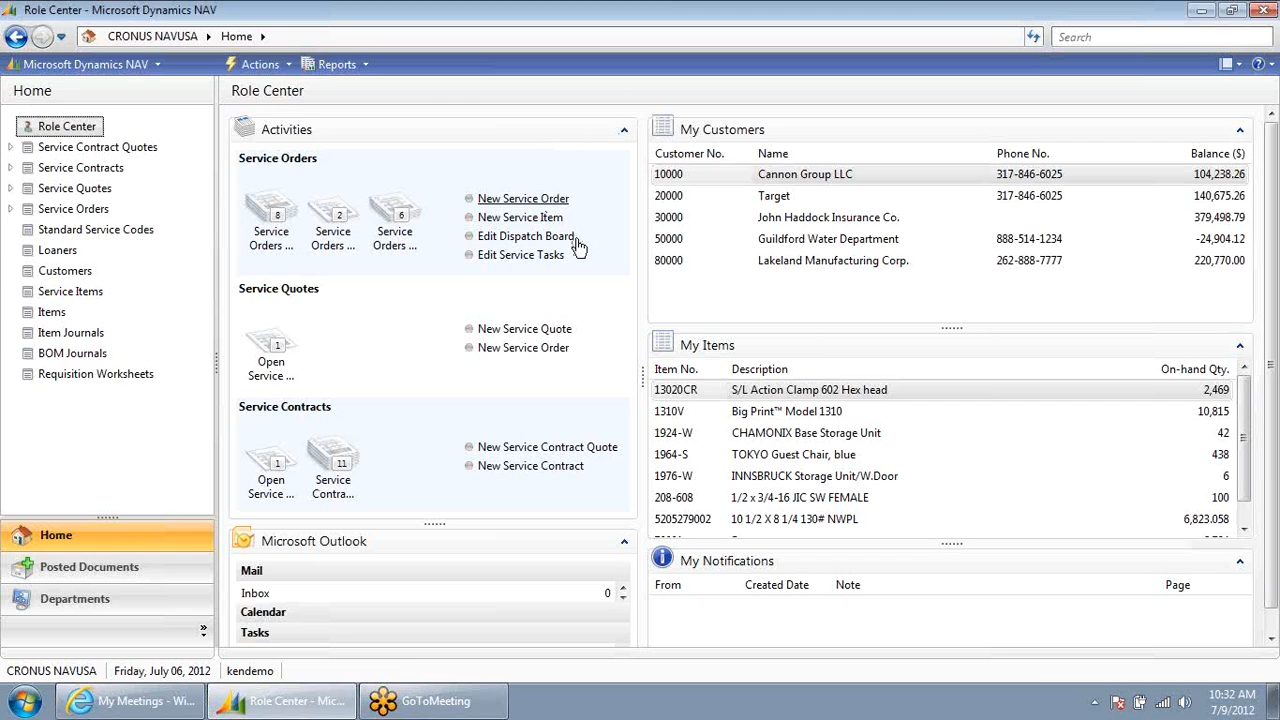 Role Center - Microsoft Dynamics NAV
CRONUS NAVUSA
Home
Search
Microsoft Dynamics NAV
Actions
Reports
Home
Role Center
Service Contract Quotes
Service Contracts
Service Quotes
Service Orders
Standard Service Codes
Loaners
Customers
Service Items
Items
Item Journals
BOM Journals
Requisition Worksheets
Home
Posted Documents
Departments
Role Center
Activities
Service Orders
8 2 6
Service Service Service
Orders ... Orders ... Orders ...
New Service Order
New Service Item
Edit Dispatch Board
Edit Service Tasks
Service Quotes
1
Open
Service ...
New Service Quote
New Service Order
Service Contracts
1 11
Open Service
Service ... Contra...
New Service Contract Quote
New Service Contract
Microsoft Outlook
Mail
Inbox 0
Calendar
Tasks
My Customers
Customer No. Name Phone No. Balance ($)
10000 Cannon Group LLC 317-846-6025 104,238.26
20000 Target 317-846-6025 140,675.26
30000 John Haddock Insurance Co. 379,498.79
50000 Guildford Water Department 888-514-1234 -24,904.12
80000 Lakeland Manufacturing Corp. 262-888-7777 220,770.00
My Items
Item No. Description On-hand Qty.
13020CR S/L Action Clamp 602 Hex head 2,469
1310V Big Print™ Model 1310 10,815
1924-W CHAMONIX Base Storage Unit 42
1964-S TOKYO Guest Chair, blue 438
1976-W INNSBRUCK Storage Unit/W.Door 6
208-608 1/2 x 3/4-16 JIC SW FEMALE 100
5205279002 10 1/2 X 8 1/4 130# NWPL 6,823.058
My Notifications
From Created Date Note Page
CRONUS NAVUSA Friday, July 06, 2012 kendemo
My Meetings - Wi...
Role Center - Mic...
GoToMeeting
10:32 AM
7/9/2012